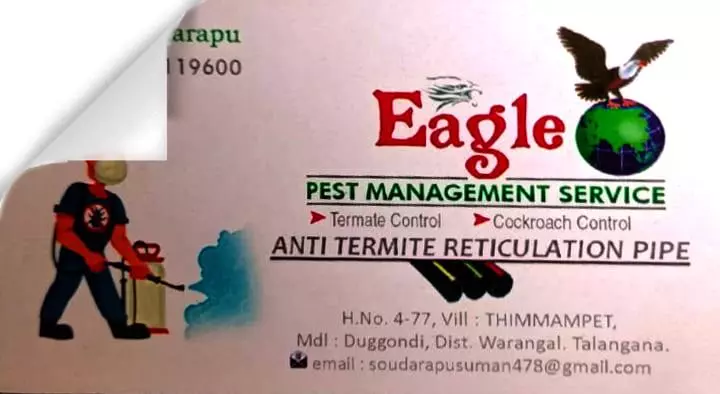 arapu
119600
Eagle
PEST MANAGEMENT SERVICE
Termate Control Cockroach Control
ANTI TERMITE RETICULATION PIPE
H.No. 4-77, Vill : THIMMAMPET,
Mdl : Duggondi, Dist. Warangal. Talangana.
email : soudarapusuman478@gmail.com